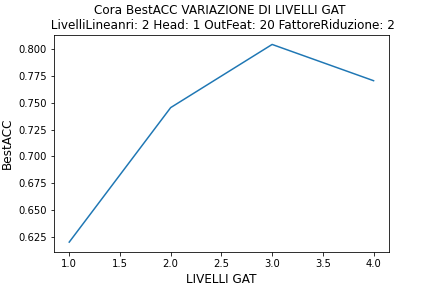 Cora BestACC VARIAZIONE DI LIVELLI GAT
LivelliLineanri: 2 Head: 1 OutFeat: 20 FattoreRiduzione: 2
0.800
0.775
0.750
0.725
0.700
0.675
0.650
0.625
BestACC
1.0 1.5 2.0 2.5 3.0 3.5 4.0
LIVELLI GAT